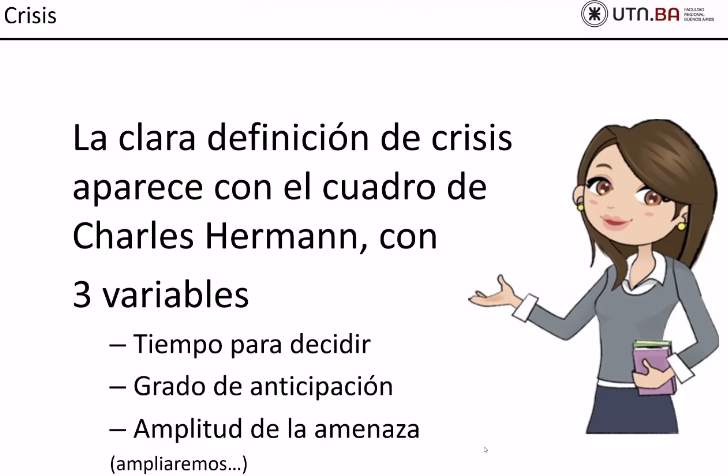 Crisis
UTN.BA
FACULTAD
REGIONAL
BUENOS AIRES
La clara definición de crisis
aparece con el cuadro de
Charles Hermann, con
3 variables
– Tiempo para decidir
– Grado de anticipación
– Amplitud de la amenaza
(ampliaremos...)